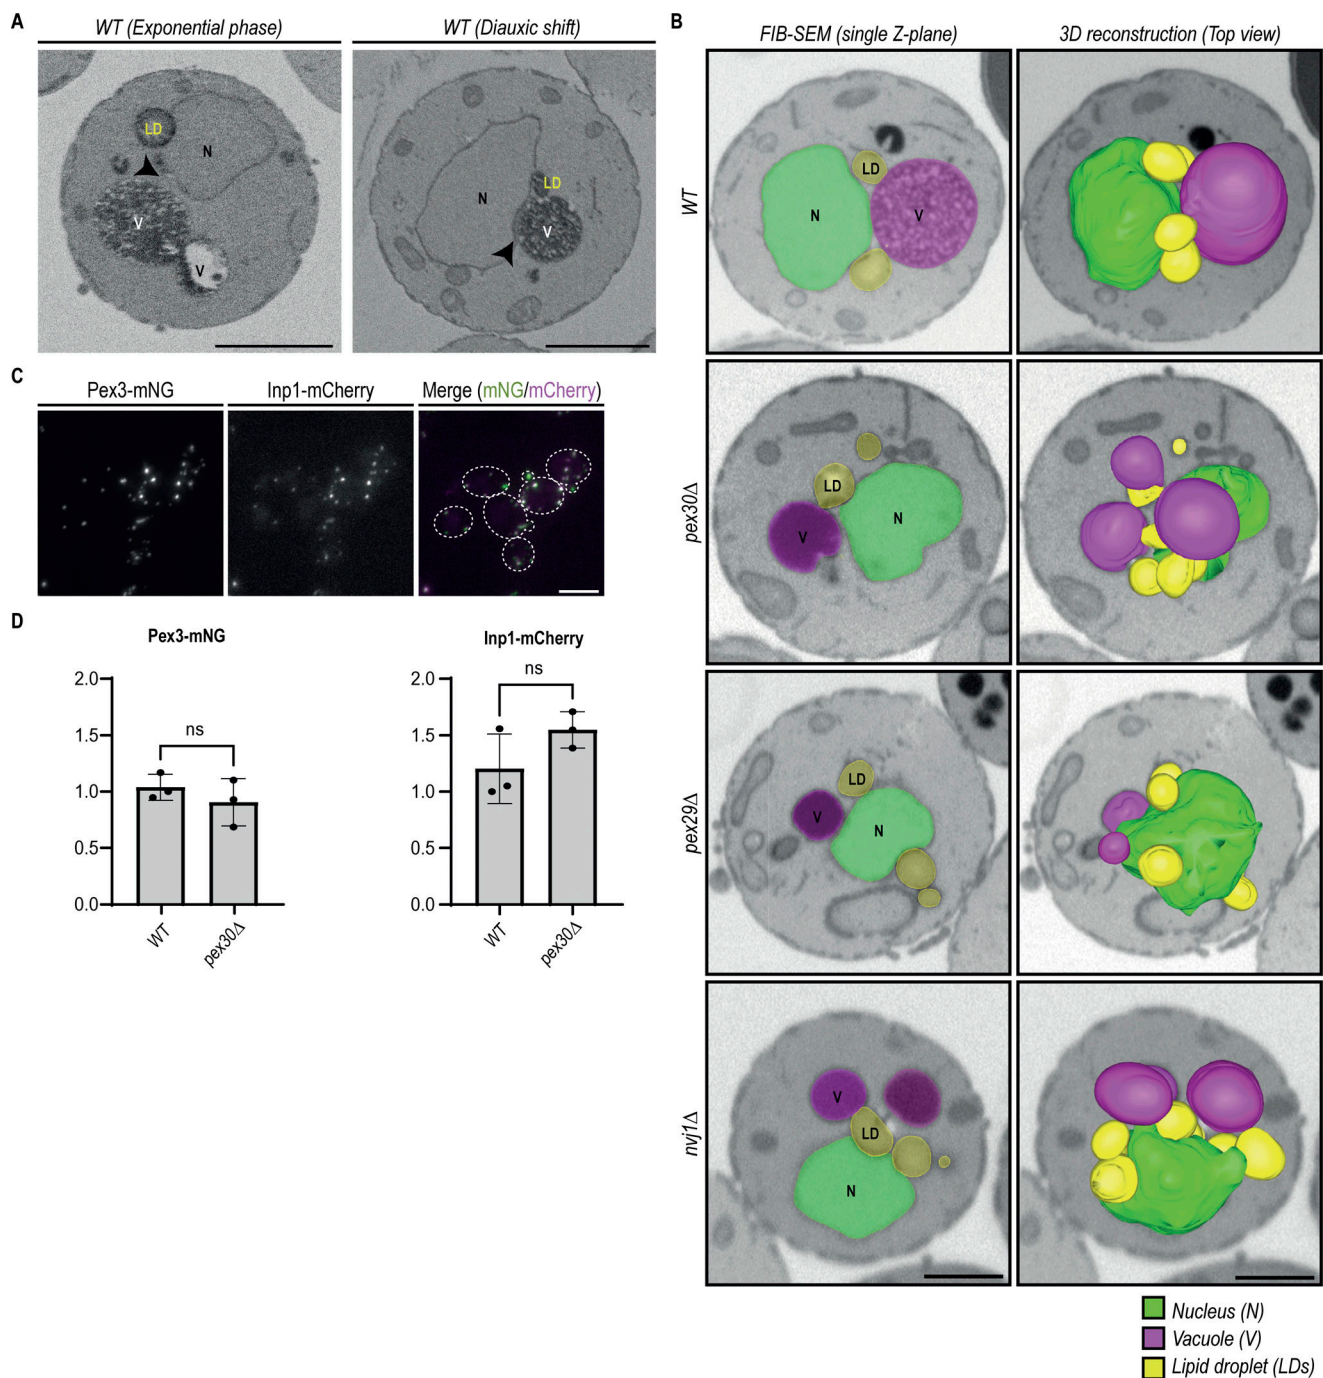 A
WT (Exponential phase)
WT (Diauxic shift)
LD
N
V
V
LD
N
V
B
FIB-SEM (single Z-plane)
3D reconstruction (Top view)
WT
LD
N
V
pex30Δ
LD
N
V
pex29Δ
LD
V
N
nvj1Δ
V
LD
N
Nucleus (N)
Vacuole (V)
Lipid droplet (LDs)
C
Pex3-mNG
Inp1-mCherry
Merge (mNG/mCherry)
D
Pex3-mNG
2.0
1.5
1.0
0.5
0.0
ns
WT
pex30Δ
Inp1-mCherry
2.0
1.5
1.0
0.5
0.0
ns
WT
pex30Δ